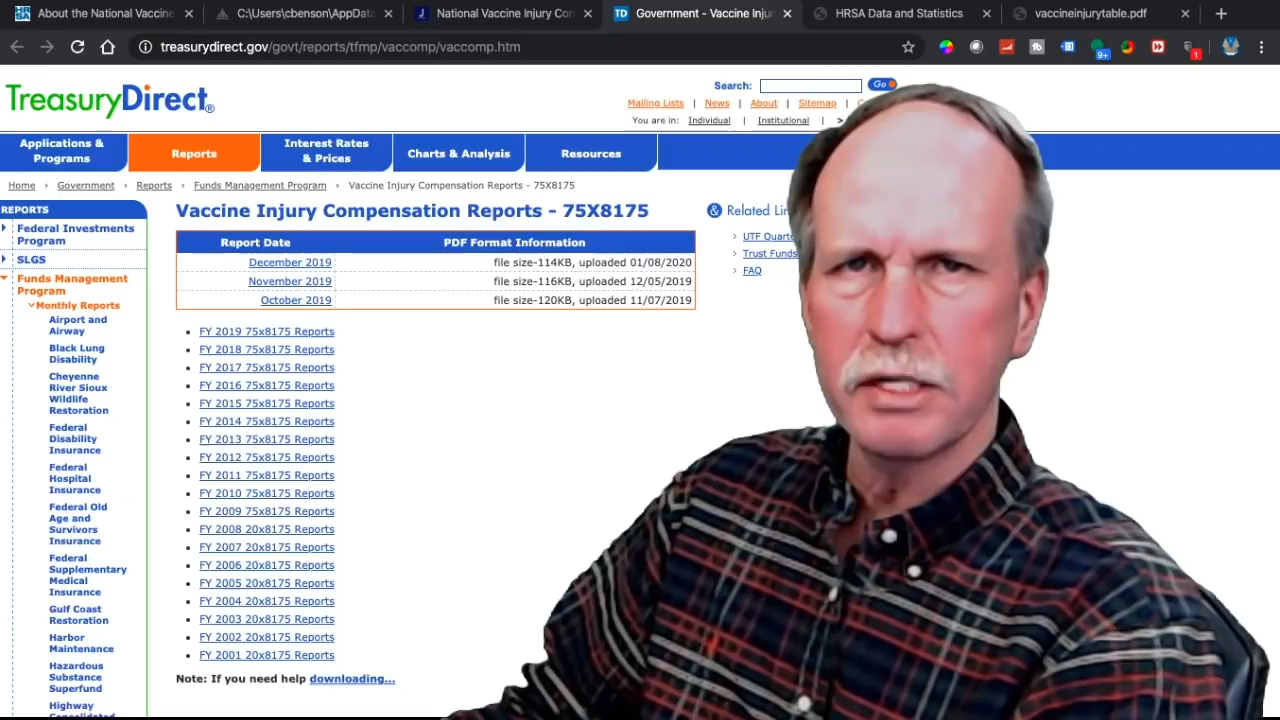 About the National Vaccine
C:\Users\cbenson\AppData
National Vaccine Injury Con
Government - Vaccine Injur
HRSA Data and Statistics
vaccineinjurytable.pdf
treasurydirect.gov/govt/reports/tfmp/vaccomp/vaccomp.htm
9+
1
TreasuryDirect®
Search:
Go
Mailing Lists | News | About | Sitemap |
You are in: Individual | Institutional | >
Applications & Programs
Reports
Interest Rates & Prices
Charts & Analysis
Resources
Home > Government > Reports > Funds Management Program > Vaccine Injury Compensation Reports - 75X8175
REPORTS
Federal Investments
Program
SLGS
Funds Management
Program
Monthly Reports
Airport and
Airway
Black Lung
Disability
Cheyenne
River Sioux
Wildlife
Restoration
Federal
Disability
Insurance
Federal
Hospital
Insurance
Federal Old
Age and
Survivors
Insurance
Federal
Supplementary
Medical
Insurance
Gulf Coast
Restoration
Harbor
Maintenance
Hazardous
Substance
Superfund
Highway
Vaccine Injury Compensation Reports - 75X8175
Report Date PDF Format Information
December 2019 file size-114KB, uploaded 01/08/2020
November 2019 file size-116KB, uploaded 12/05/2019
October 2019 file size-120KB, uploaded 11/07/2019
FY 2019 75x8175 Reports
FY 2018 75x8175 Reports
FY 2017 75x8175 Reports
FY 2016 75x8175 Reports
FY 2015 75x8175 Reports
FY 2014 75x8175 Reports
FY 2013 75x8175 Reports
FY 2012 75x8175 Reports
FY 2011 75x8175 Reports
FY 2010 75x8175 Reports
FY 2009 75x8175 Reports
FY 2008 20x8175 Reports
FY 2007 20x8175 Reports
FY 2006 20x8175 Reports
FY 2005 20x8175 Reports
FY 2004 20x8175 Reports
FY 2003 20x8175 Reports
FY 2002 20x8175 Reports
FY 2001 20x8175 Reports
Note: If you need help downloading...
Related Lin
UTF Quarte
Trust Funds
FAQ